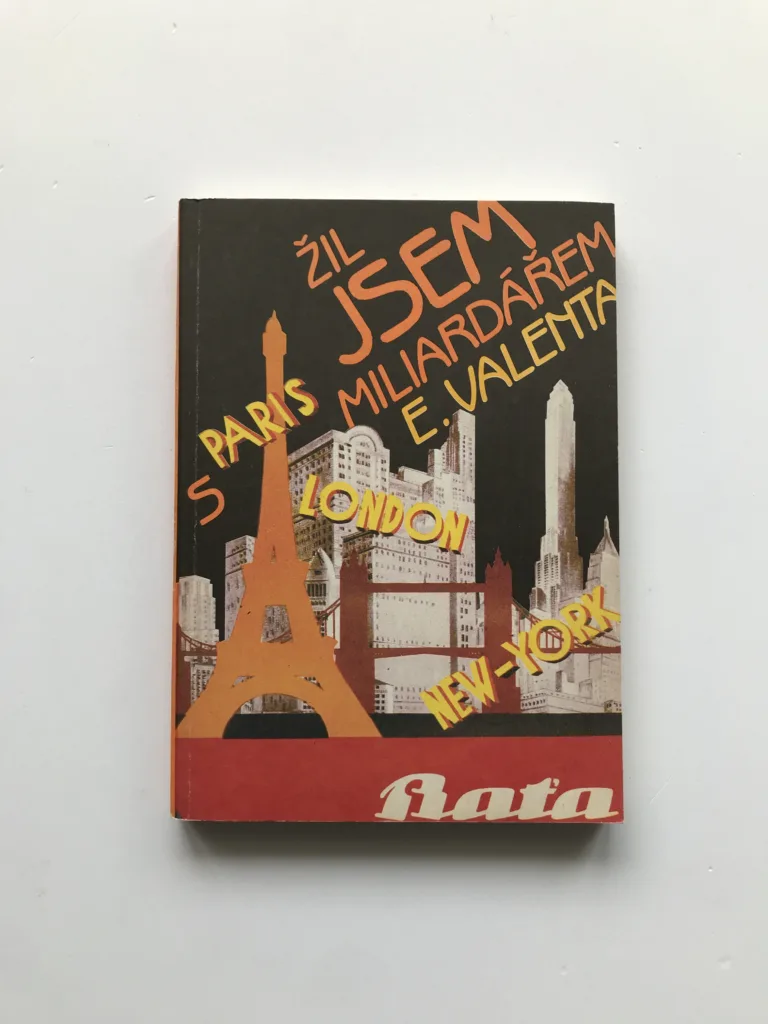 ŽIL
JSEM
S MILIARDÁŘEM
E. VALENTA
PARIS
LONDON
NEW-YORK
Baťa